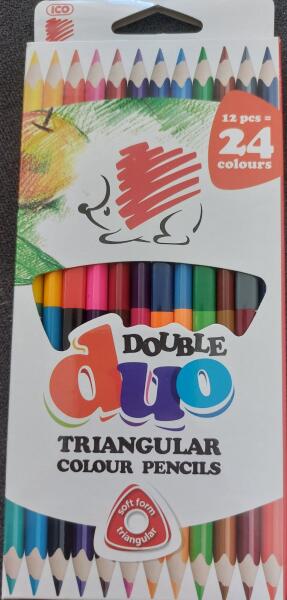 ICO
12 pcs =
24
colours
DOUBLE
duo
TRIANGULAR
COLOUR PENCILS
soft form
triangular